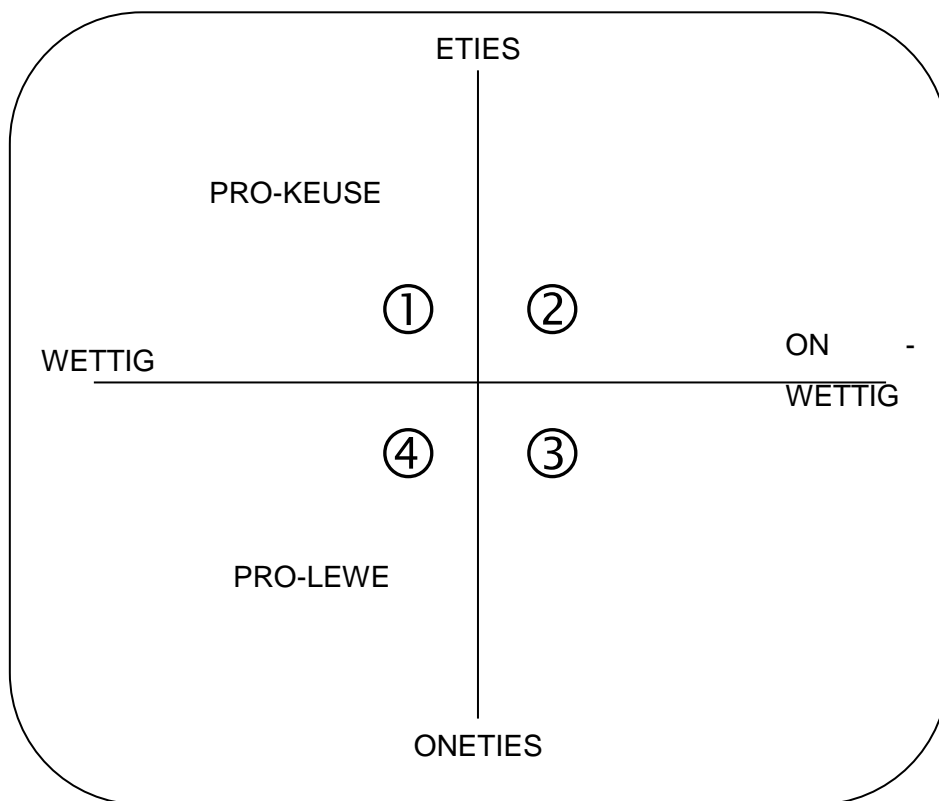 ETIES
PRO-KEUSE
① ②
WETTIG
ON -
WETTIG
④ ③
PRO-LEWE
ONETIES